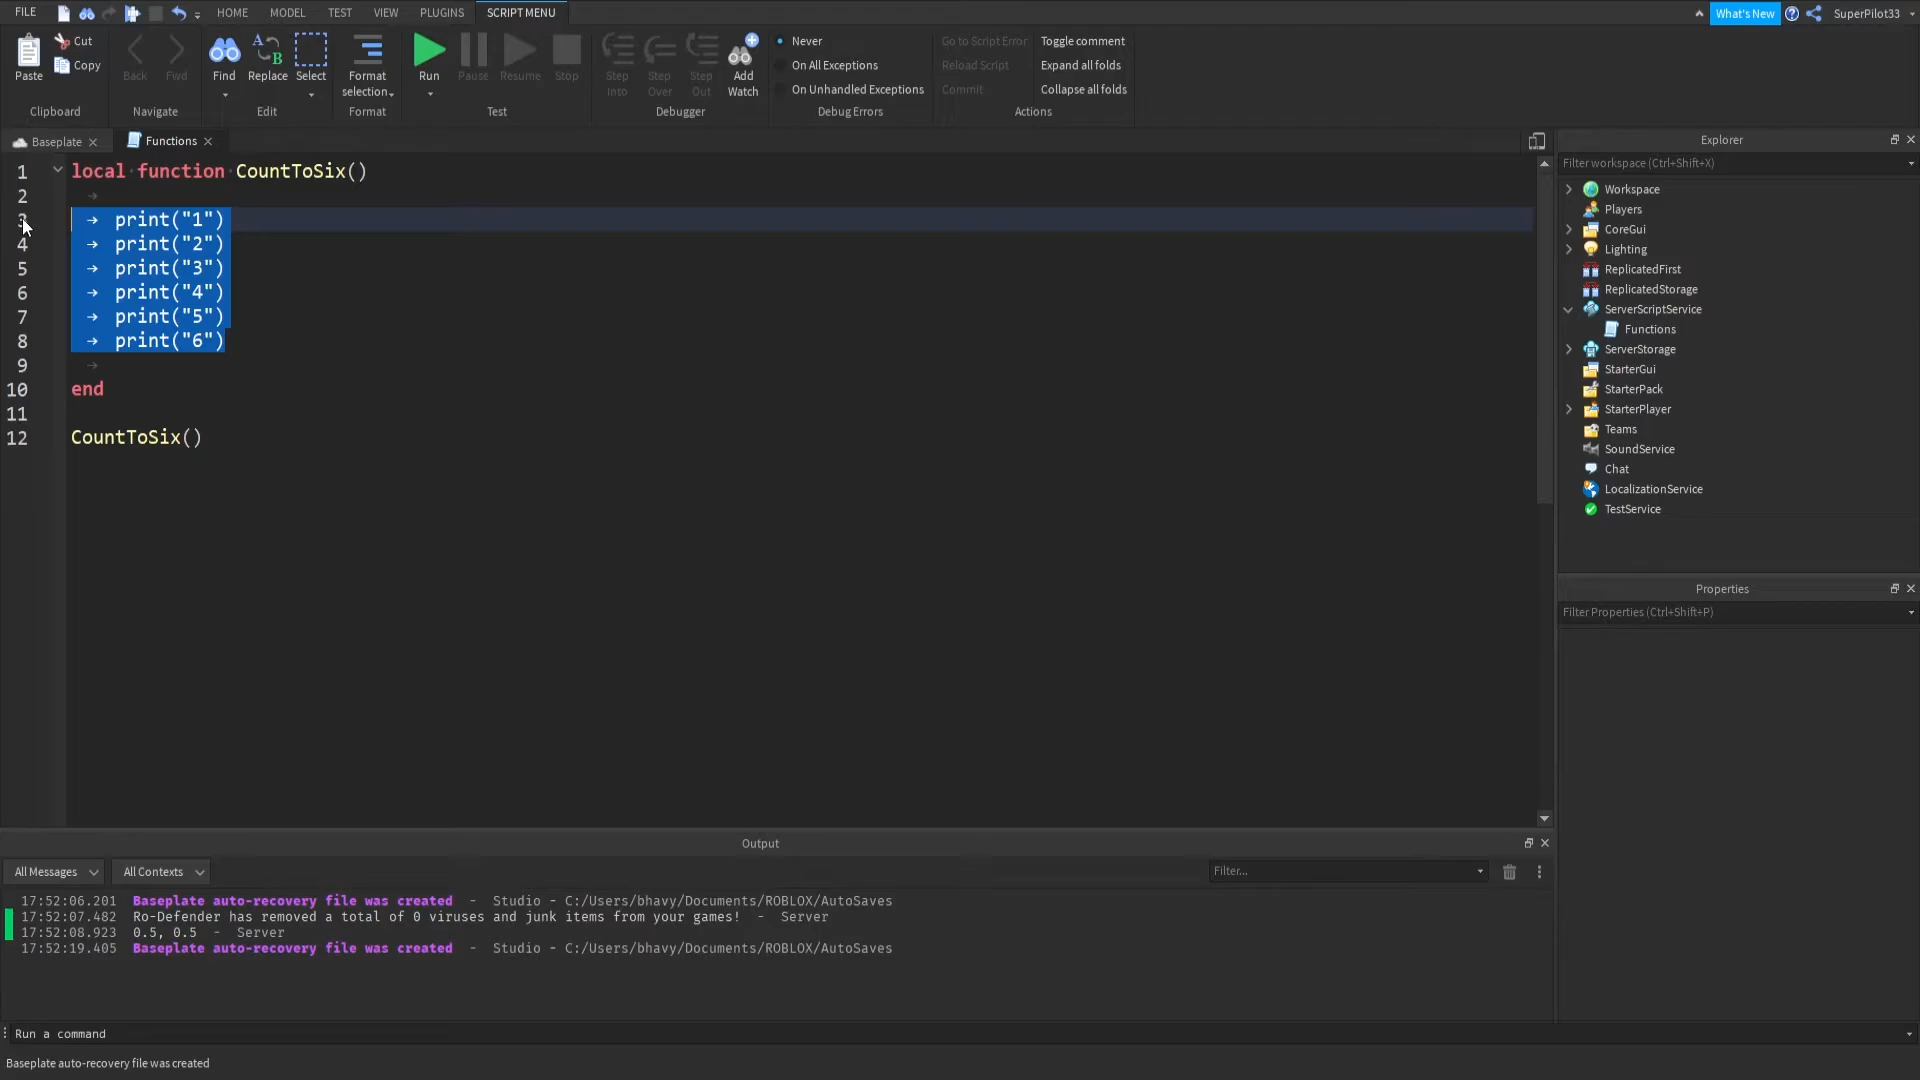 FILE HOME MODEL TEST VIEW PLUGINS SCRIPT MENU What's New SuperPilot33
Paste Cut Copy
Clipboard
Back Fwd
Navigate
Find Replace Select
Edit
Format selection
Format
Run Pause Resume Stop
Test
Step Into Step Over Step Out Add Watch
Debugger
Never
On All Exceptions
On Unhandled Exceptions
Debug Errors
Go to Script Error
Reload Script
Commit
Toggle comment
Expand all folds
Collapse all folds
Actions
Baseplate Functions
1 local function CountToSix()
2
3 print("1")
4 print("2")
5 print("3")
6 print("4")
7 print("5")
8 print("6")
9
10 end
11
12 CountToSix()
Explorer
Filter workspace (Ctrl+Shift+X)
Workspace
Players
CoreGui
Lighting
ReplicatedFirst
ReplicatedStorage
ServerScriptService
Functions
ServerStorage
StarterGui
StarterPack
StarterPlayer
Teams
SoundService
Chat
LocalizationService
TestService
Properties
Filter Properties (Ctrl+Shift+P)
Output
All Messages All Contexts Filter...
17:52:06.201 Baseplate auto-recovery file was created - Studio - C:/Users/bhavy/Documents/ROBLOX/AutoSaves
17:52:07.482 Ro-Defender has removed a total of 0 viruses and junk items from your games! - Server
17:52:08.923 0.5, 0.5 - Server
17:52:19.405 Baseplate auto-recovery file was created - Studio - C:/Users/bhavy/Documents/ROBLOX/AutoSaves
Run a command
Baseplate auto-recovery file was created